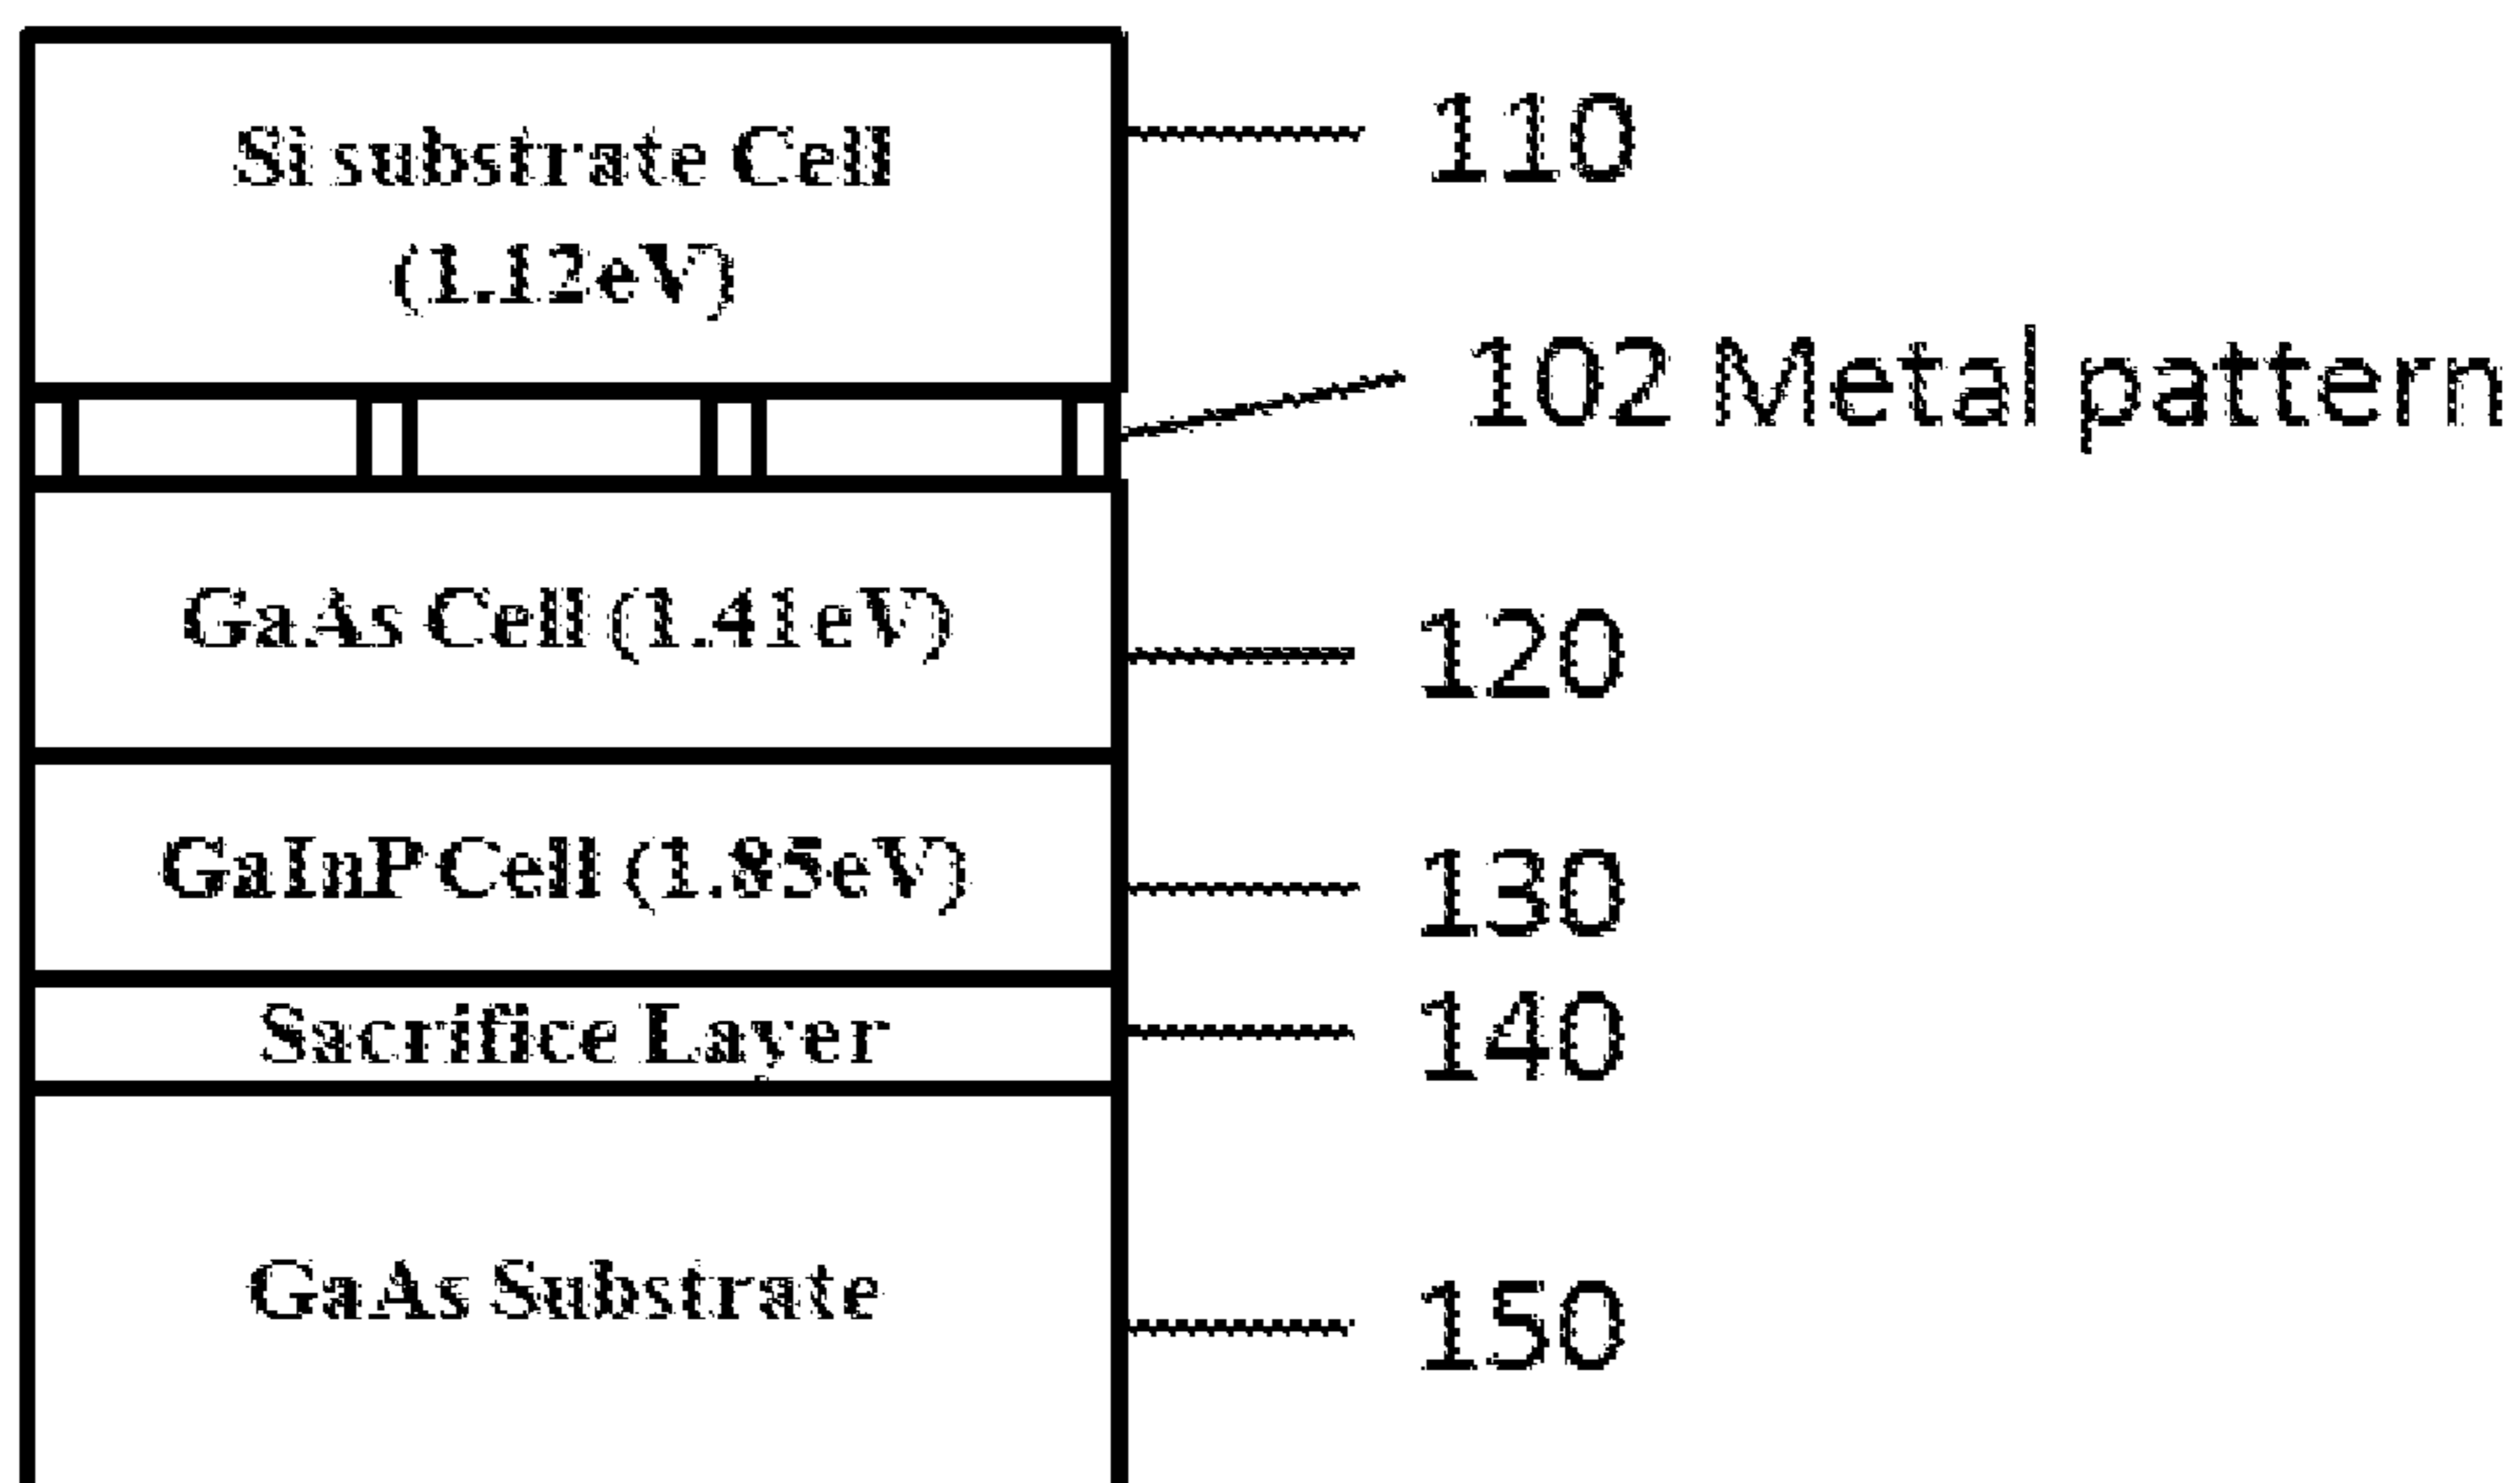 Si substrate Cell
(1.12eV)
110
102 Metal pattern
GaAs Cell (1.41eV)
120
GaInP Cell (1.85eV)
130
Sacrifice Layer
140
GaAs Substrate
150